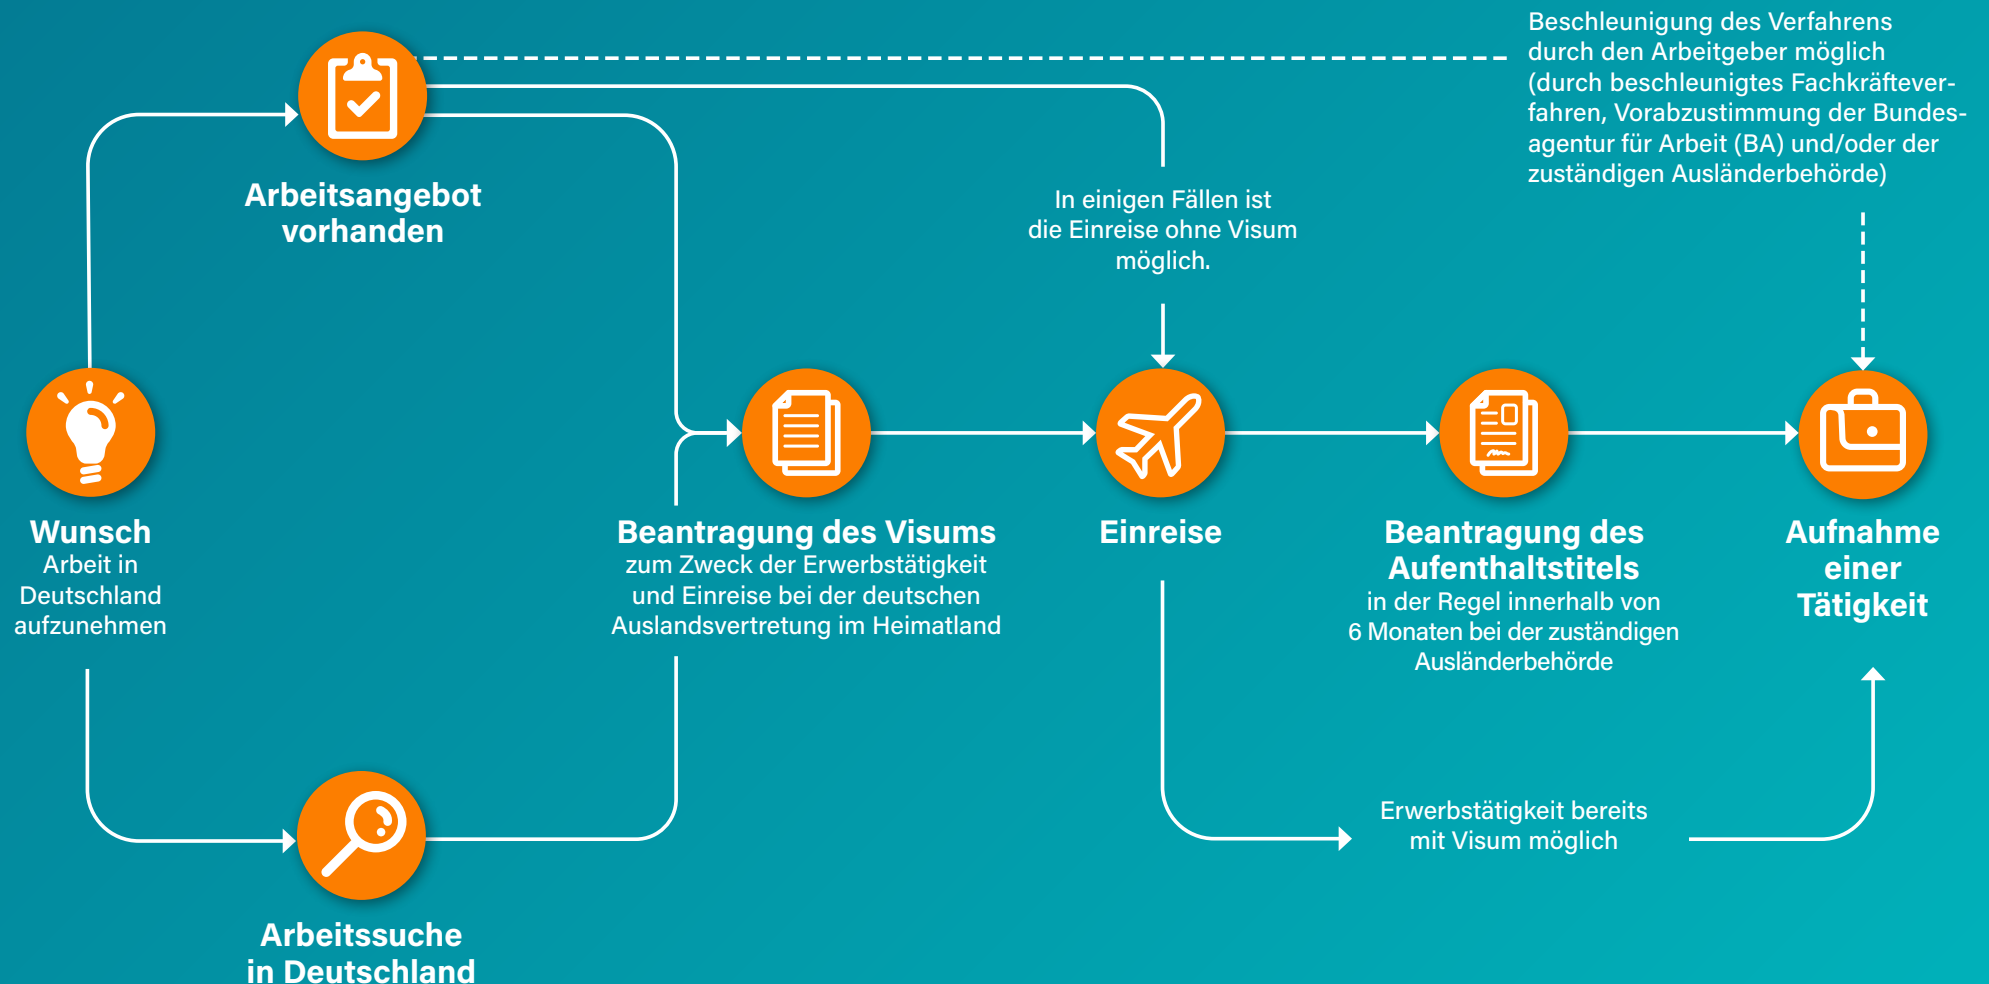 Beschleunigung des Verfahrens
durch den Arbeitgeber möglich
(durch beschleunigtes Fachkräftever-
fahren, Vorabzustimmung der Bundes-
agentur für Arbeit (BA) und/oder der
zuständigen Ausländerbehörde)
Arbeitsangebot
vorhanden
In einigen Fällen ist
die Einreise ohne Visum
möglich.
Wunsch
Arbeit in
Deutschland
aufzunehmen
Beantragung des Visums
zum Zweck der Erwerbstätigkeit
und Einreise bei der deutschen
Auslandsvertretung im Heimatland
Einreise
Beantragung des
Aufenthaltstitels
in der Regel innerhalb von
6 Monaten bei der zuständigen
Ausländerbehörde
Aufnahme
einer
Tätigkeit
Erwerbstätigkeit bereits
mit Visum möglich
Arbeitssuche
in Deutschland